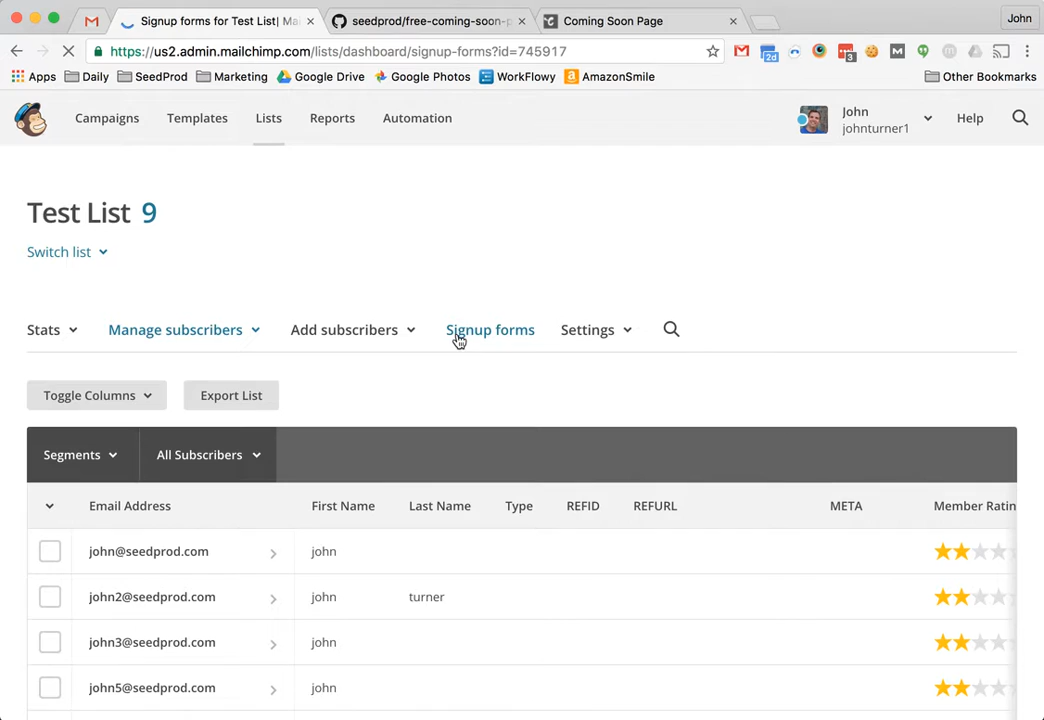 Signup forms for Test List| Ma
seedprod/free-coming-soon-p
Coming Soon Page
John
https://us2.admin.mailchimp.com/lists/dashboard/signup-forms?id=745917
2d
3
M
m
Apps
Daily
SeedProd
Marketing
Google Drive
Google Photos
WorkFlowy
a
AmazonSmile
Other Bookmarks
Campaigns
Templates
Lists
Reports
Automation
John
johnturner1
Help
Test List 9
Switch list
Stats
Manage subscribers
Add subscribers
Signup forms
Settings
Toggle Columns
Export List
Segments
All Subscribers
Email Address
First Name
Last Name
Type
REFID
REFURL
META
Member Ratin
john@seedprod.com
john
john2@seedprod.com
john
turner
john3@seedprod.com
john
john5@seedprod.com
john